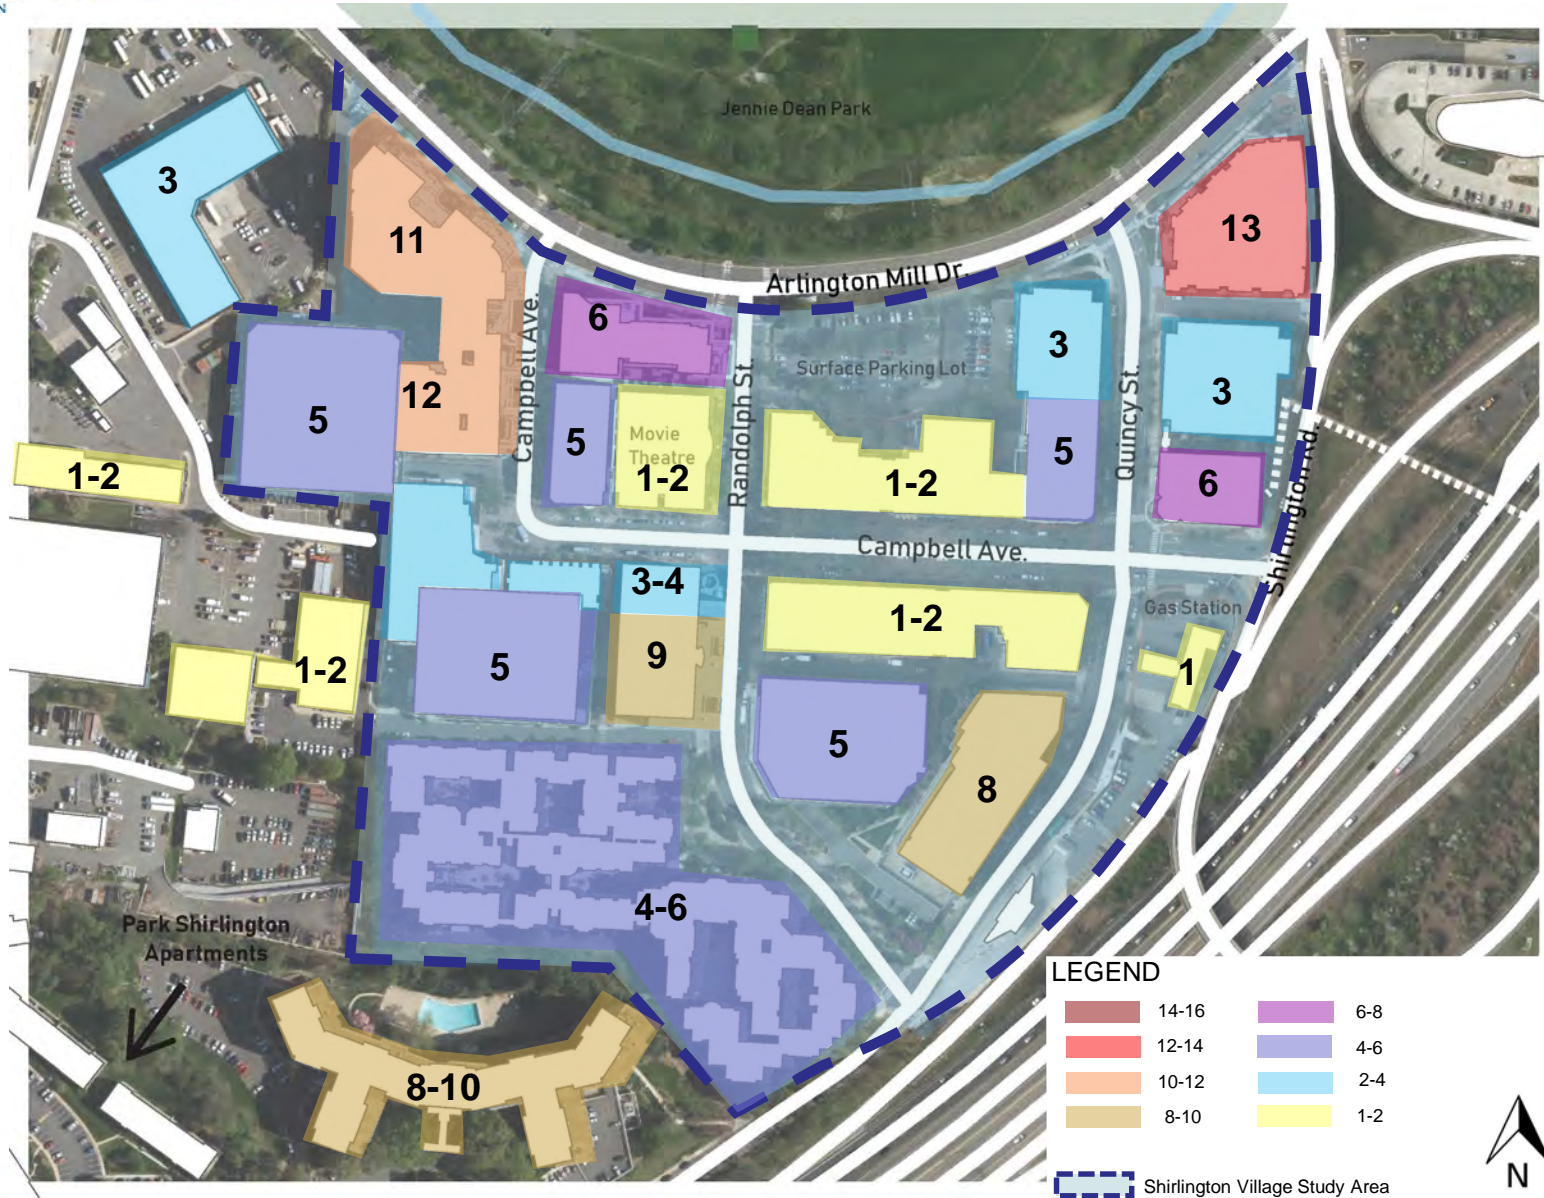 N
Jennie Dean Park
3
11
13
Arlington Mill Dr.
Campbell Ave.
6
3
Surface Parking Lot
Randolph St.
Quincy St.
3
12
5
5
Movie
Theatre
1-2
5
1-2
6
1-2
Shirlington Rd.
Campbell Ave.
3-4
Gas Station
1-2
1-2
5
9
1
5
8
4-6
Park Shirlington
Apartments
8-10
LEGEND
14-16
6-8
12-14
4-6
10-12
2-4
8-10
1-2
Shirlington Village Study Area
N